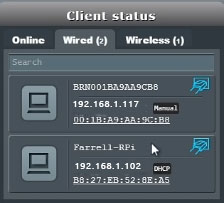 Client status
Online Wired (2) Wireless (1)
Search
BRN001BA9AA9CB8
192.168.1.117 Manual
00:1B:A9:AA:9C:B8
Farrell-RPi
192.168.1.102 DHCP
B8:27:EB:52:8E:A5